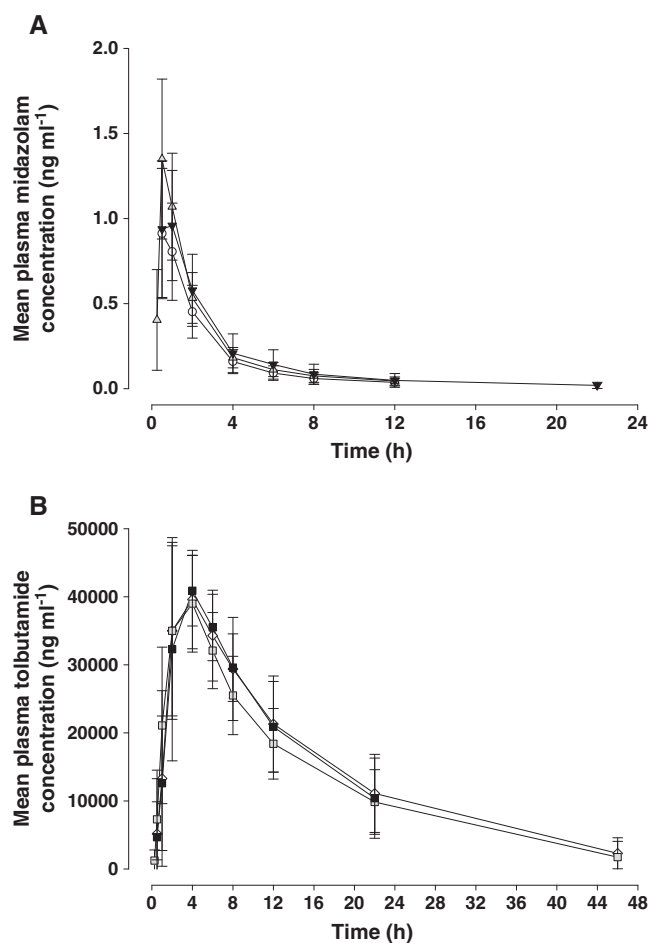 A
Mean plasma midazolam
concentration (ng ml-1)
2.0
1.5
1.0
0.5
0.0
0 4 8 12 16 20 24
Time (h)
B
Mean plasma tolbutamide
concentration (ng ml-1)
50000
40000
30000
20000
10000
0
0 4 8 12 16 20 24 28 32 36 40 44 48
Time (h)